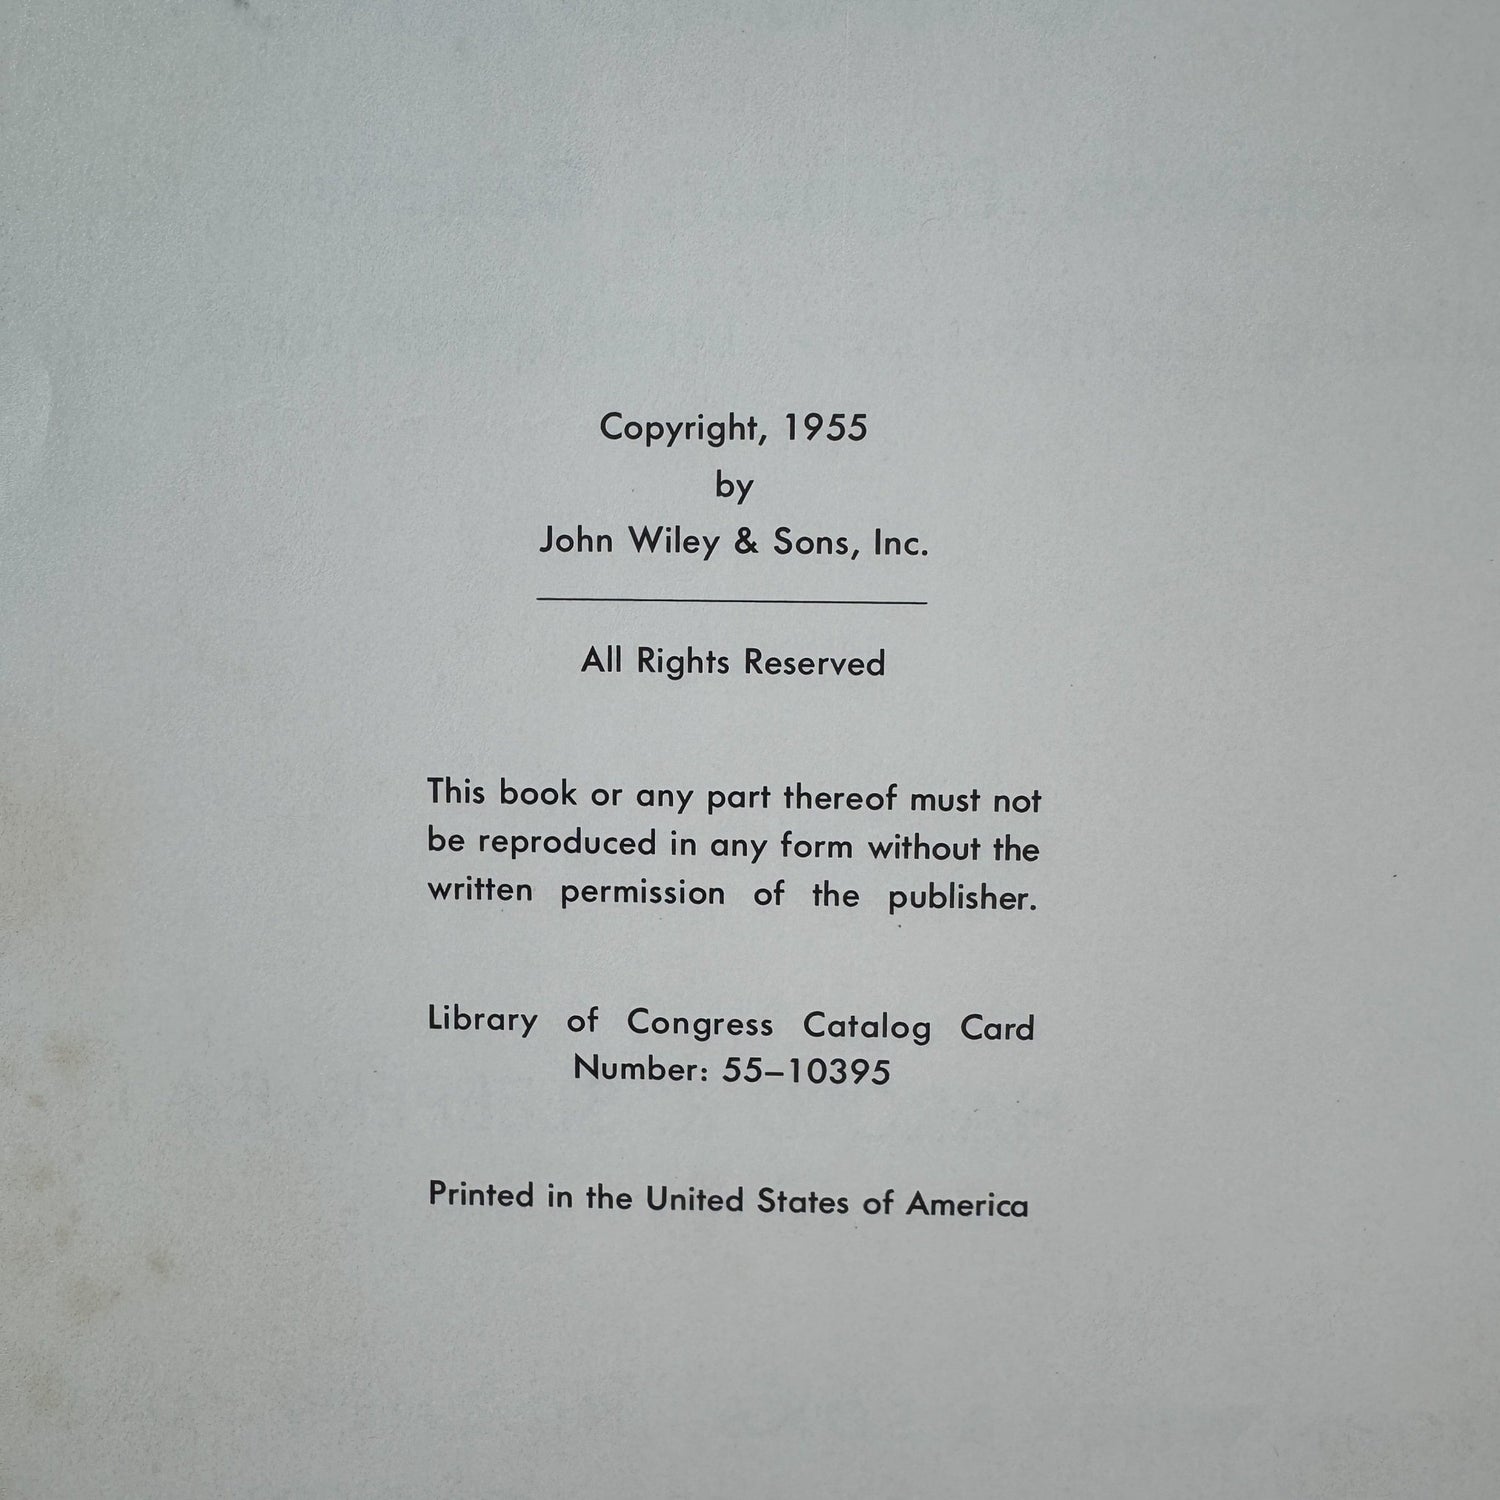 Copyright, 1955
by
John Wiley & Sons, Inc.
All Rights Reserved
This book or any part thereof must not
be reproduced in any form without the
written permission of the publisher.
Library of Congress Catalog Card
Number: 55–10395
Printed in the United States of America